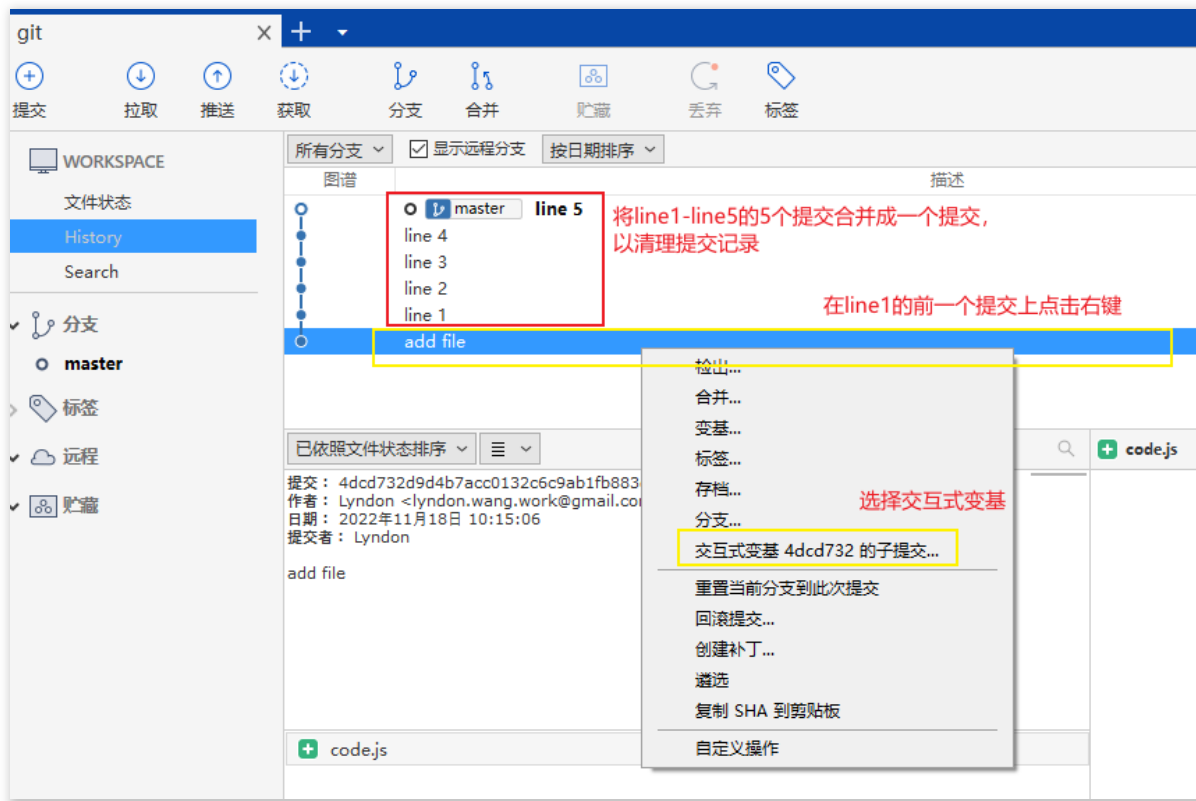 git
提交
拉取
推送
获取
分支
合并
贮藏
丢弃
标签
WORKSPACE
文件状态
History
Search
分支
master
标签
远程
贮藏
所有分支
显示远程分支
按日期排序
图谱
描述
master
line 5
line 4
line 3
line 2
line 1
add file
将line1-line5的5个提交合并成一个提交,
以清理提交记录
在line1的前一个提交上点击右键
检出...
合并...
变基...
标签...
存档...
分支...
交互式变基 4dcd732 的子提交...
选择交互式变基
重置当前分支到此次提交
回滚提交...
创建补丁...
遴选
复制 SHA 到剪贴板
自定义操作
已依照文件状态排序
提交： 4dcd732d9d4b7acc0132c6c9ab1fb883
作者： Lyndon <lyndon.wang.work@gmail.co
日期： 2022年11月18日 10:15:06
提交者： Lyndon
add file
code.js
code.js